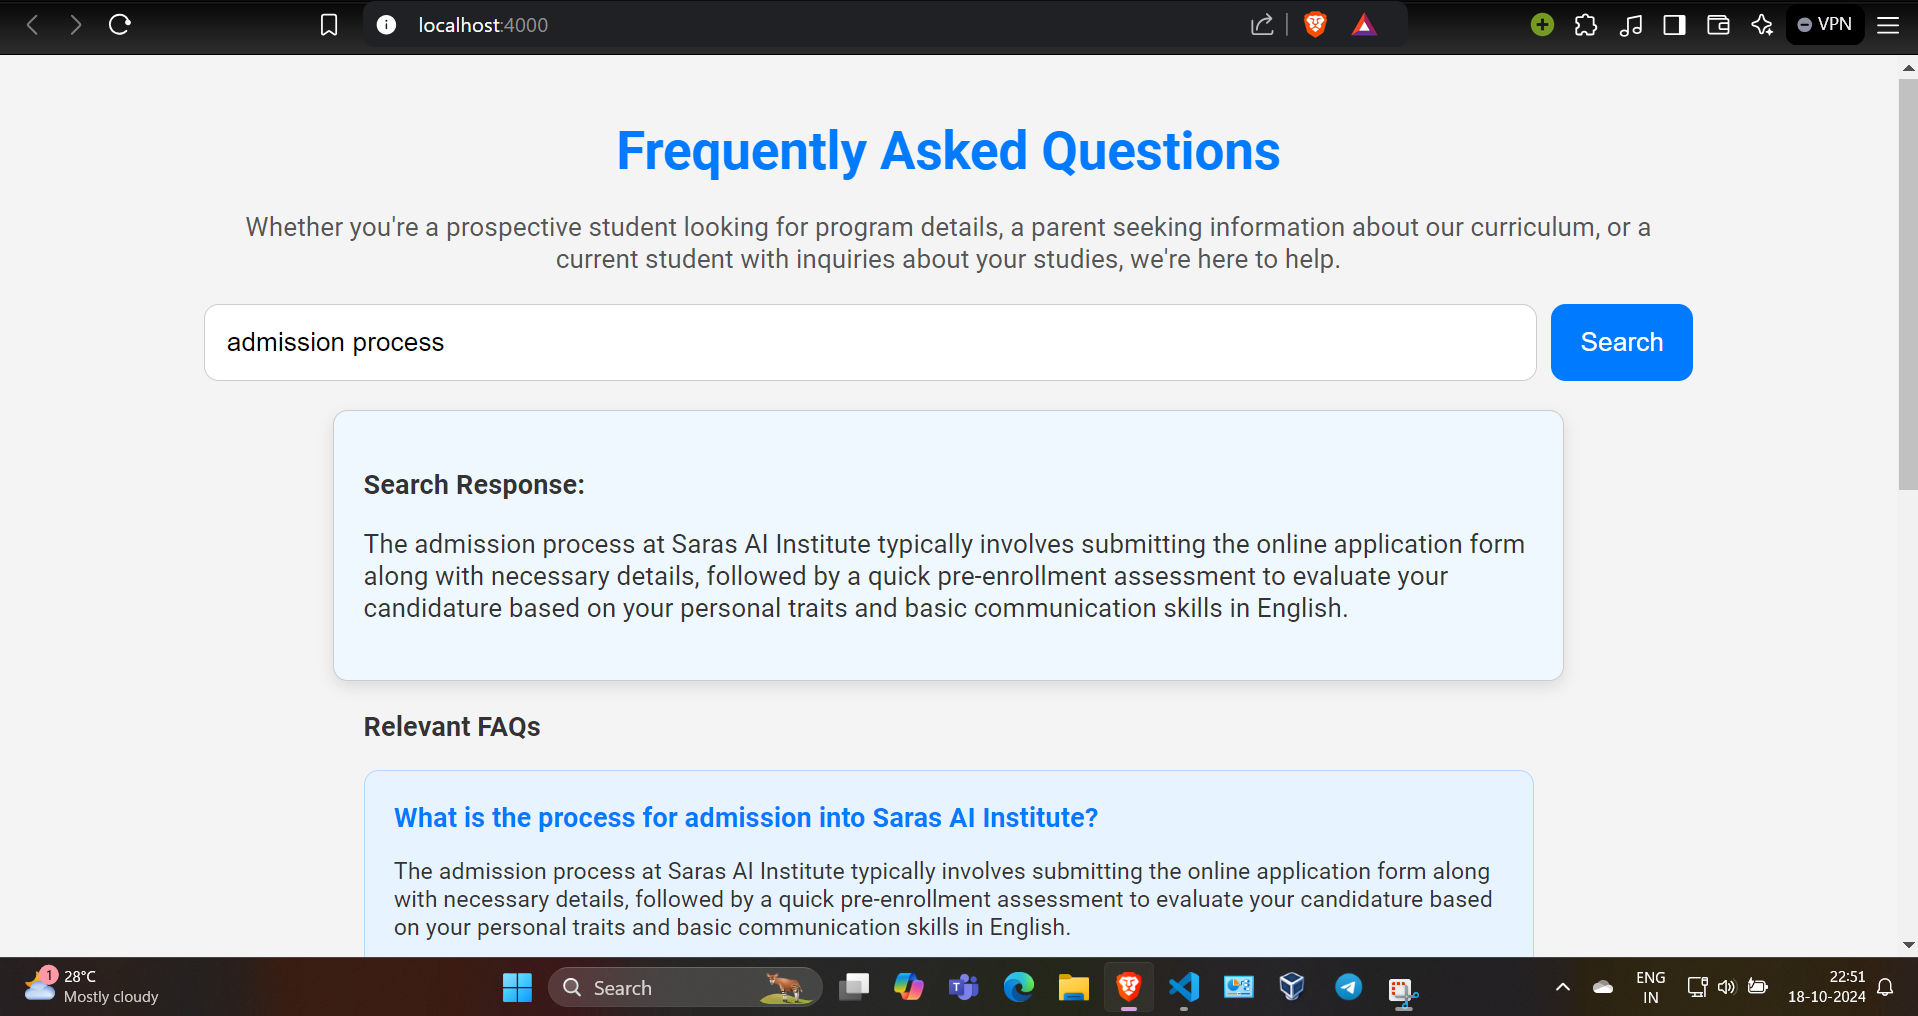 localhost:4000
VPN
Frequently Asked Questions
Whether you're a prospective student looking for program details, a parent seeking information about our curriculum, or a
current student with inquiries about your studies, we're here to help.
admission process
Search
Search Response:
The admission process at Saras AI Institute typically involves submitting the online application form
along with necessary details, followed by a quick pre-enrollment assessment to evaluate your
candidature based on your personal traits and basic communication skills in English.
Relevant FAQs
What is the process for admission into Saras AI Institute?
The admission process at Saras AI Institute typically involves submitting the online application form along
with necessary details, followed by a quick pre-enrollment assessment to evaluate your candidature based
on your personal traits and basic communication skills in English.
1
28°C
Mostly cloudy
Search
ENG
IN
22:51
18-10-2024